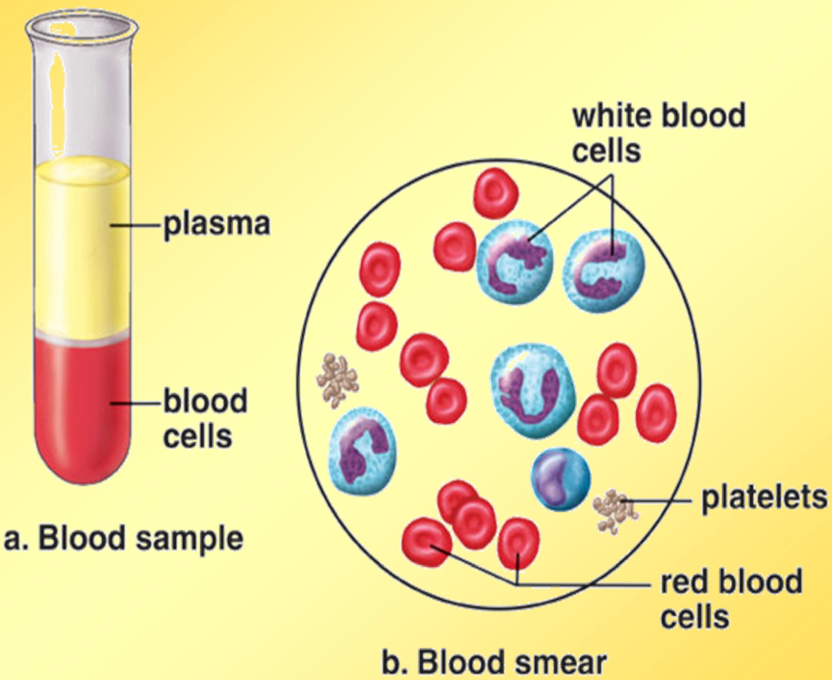 white blood
cells
plasma
blood
cells
platelets
a. Blood sample
red blood
cells
b. Blood smear